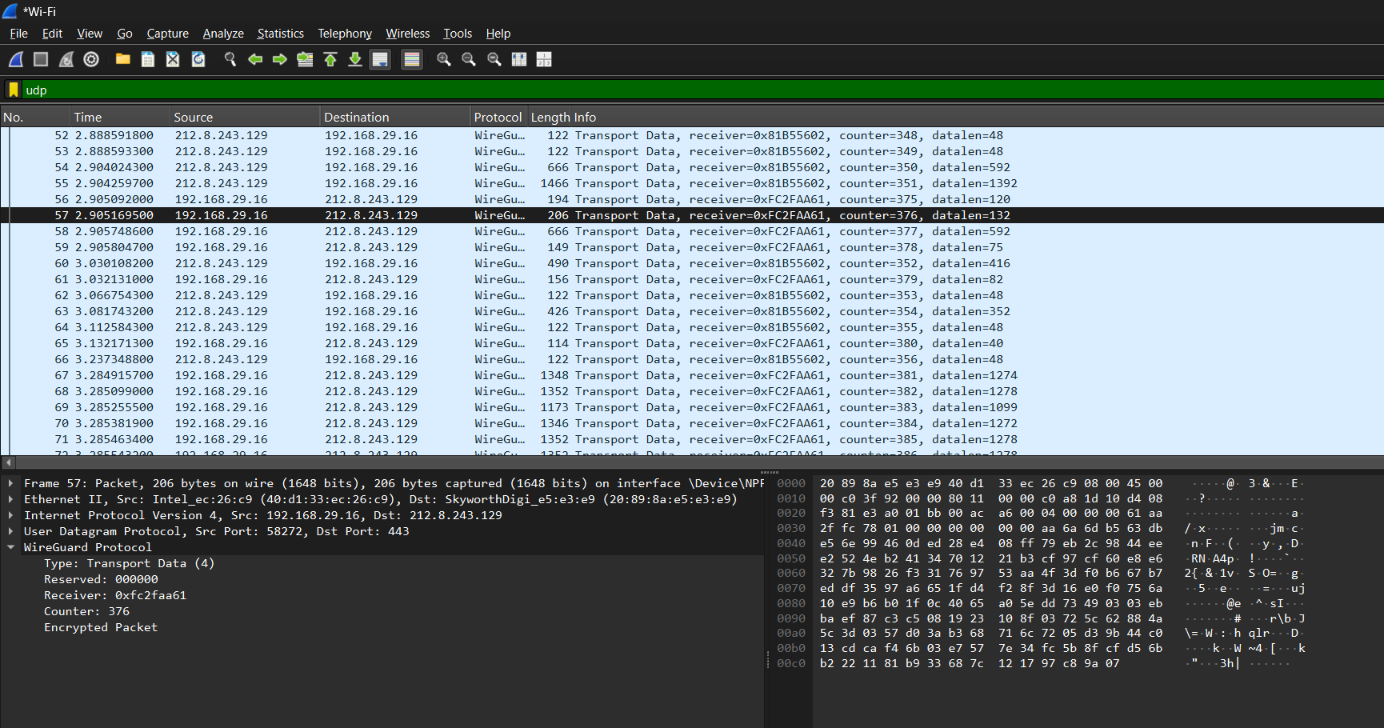 *Wi-Fi
File Edit View Go Capture Analyze Statistics Telephony Wireless Tools Help
udp
No. Time Source Destination Protocol Length Info
52 2.888591800 212.8.243.129 192.168.29.16 WireGu… 122 Transport Data, receiver=0x81B55602, counter=348, datalen=48
53 2.888593300 212.8.243.129 192.168.29.16 WireGu… 122 Transport Data, receiver=0x81B55602, counter=349, datalen=48
54 2.904024300 212.8.243.129 192.168.29.16 WireGu… 666 Transport Data, receiver=0x81B55602, counter=350, datalen=592
55 2.904259700 212.8.243.129 192.168.29.16 WireGu… 1466 Transport Data, receiver=0x81B55602, counter=351, datalen=1392
56 2.905092000 192.168.29.16 212.8.243.129 WireGu… 194 Transport Data, receiver=0xFC2FAA61, counter=375, datalen=120
57 2.905169500 192.168.29.16 212.8.243.129 WireGu… 206 Transport Data, receiver=0xFC2FAA61, counter=376, datalen=132
58 2.905748600 192.168.29.16 212.8.243.129 WireGu… 666 Transport Data, receiver=0xFC2FAA61, counter=377, datalen=592
59 2.905804700 192.168.29.16 212.8.243.129 WireGu… 149 Transport Data, receiver=0xFC2FAA61, counter=378, datalen=75
60 3.030108200 212.8.243.129 192.168.29.16 WireGu… 490 Transport Data, receiver=0x81B55602, counter=352, datalen=416
61 3.032131000 192.168.29.16 212.8.243.129 WireGu… 156 Transport Data, receiver=0xFC2FAA61, counter=379, datalen=82
62 3.066754300 212.8.243.129 192.168.29.16 WireGu… 122 Transport Data, receiver=0x81B55602, counter=353, datalen=48
63 3.081743200 212.8.243.129 192.168.29.16 WireGu… 426 Transport Data, receiver=0x81B55602, counter=354, datalen=352
64 3.112584300 212.8.243.129 192.168.29.16 WireGu… 122 Transport Data, receiver=0x81B55602, counter=355, datalen=48
65 3.132171300 192.168.29.16 212.8.243.129 WireGu… 114 Transport Data, receiver=0xFC2FAA61, counter=380, datalen=40
66 3.237348800 212.8.243.129 192.168.29.16 WireGu… 122 Transport Data, receiver=0x81B55602, counter=356, datalen=48
67 3.284915700 192.168.29.16 212.8.243.129 WireGu… 1348 Transport Data, receiver=0xFC2FAA61, counter=381, datalen=1274
68 3.285099000 192.168.29.16 212.8.243.129 WireGu… 1352 Transport Data, receiver=0xFC2FAA61, counter=382, datalen=1278
69 3.285255500 192.168.29.16 212.8.243.129 WireGu… 1173 Transport Data, receiver=0xFC2FAA61, counter=383, datalen=1099
70 3.285381900 192.168.29.16 212.8.243.129 WireGu… 1346 Transport Data, receiver=0xFC2FAA61, counter=384, datalen=1272
71 3.285463400 192.168.29.16 212.8.243.129 WireGu… 1352 Transport Data, receiver=0xFC2FAA61, counter=385, datalen=1278
Frame 57: Packet, 206 bytes on wire (1648 bits), 206 bytes captured (1648 bits) on interface \Device\NPF
Ethernet II, Src: Intel_ec:26:c9 (40:d1:33:ec:26:c9), Dst: SkyworthDigi_e5:e3:e9 (20:89:8a:e5:e3:e9)
Internet Protocol Version 4, Src: 192.168.29.16, Dst: 212.8.243.129
User Datagram Protocol, Src Port: 58272, Dst Port: 443
WireGuard Protocol
Type: Transport Data (4)
Reserved: 000000
Receiver: 0xfc2faa61
Counter: 376
Encrypted Packet
0000 20 89 8a e5 e3 e9 40 d1 33 ec 26 c9 08 00 45 00 ·····@· 3·&···E·
0010 00 c0 3f 92 00 00 80 11 00 00 c0 a8 1d 10 d4 08
0020 f3 81 e3 a0 01 bb 00 ac a6 00 04 00 00 00 61 aa
0030 2f fc 78 01 00 00 00 00 00 00 aa 6a 6d b5 63 db
0040 e5 6e 99 46 0d ed 28 e4 08 ff 79 eb 2c 98 44 ee
0050 e2 52 4e b2 41 34 70 12 21 b3 cf 97 cf 60 e8 e6
0060 32 7b 98 26 f3 31 76 97 53 aa 4f 3d f0 b6 67 b7
0070 ed df 35 97 a6 65 1f d4 f2 8f 3d 16 e0 f0 75 6a
0080 10 e9 b6 b0 1f 0c 40 65 a0 5e dd 73 49 03 03 eb
0090 ba ef 87 c3 c5 08 19 23 10 8f 03 72 5c 62 88 4a
00a0 5c 3d 03 57 d0 3a b3 68 71 6c 72 05 d3 9b 44 c0
00b0 13 cd ca f4 6b 03 e7 57 7e 34 fc 5b 8f cf d5 6b
00c0 b2 22 11 81 b9 33 68 7c 12 17 97 c8 9a 07